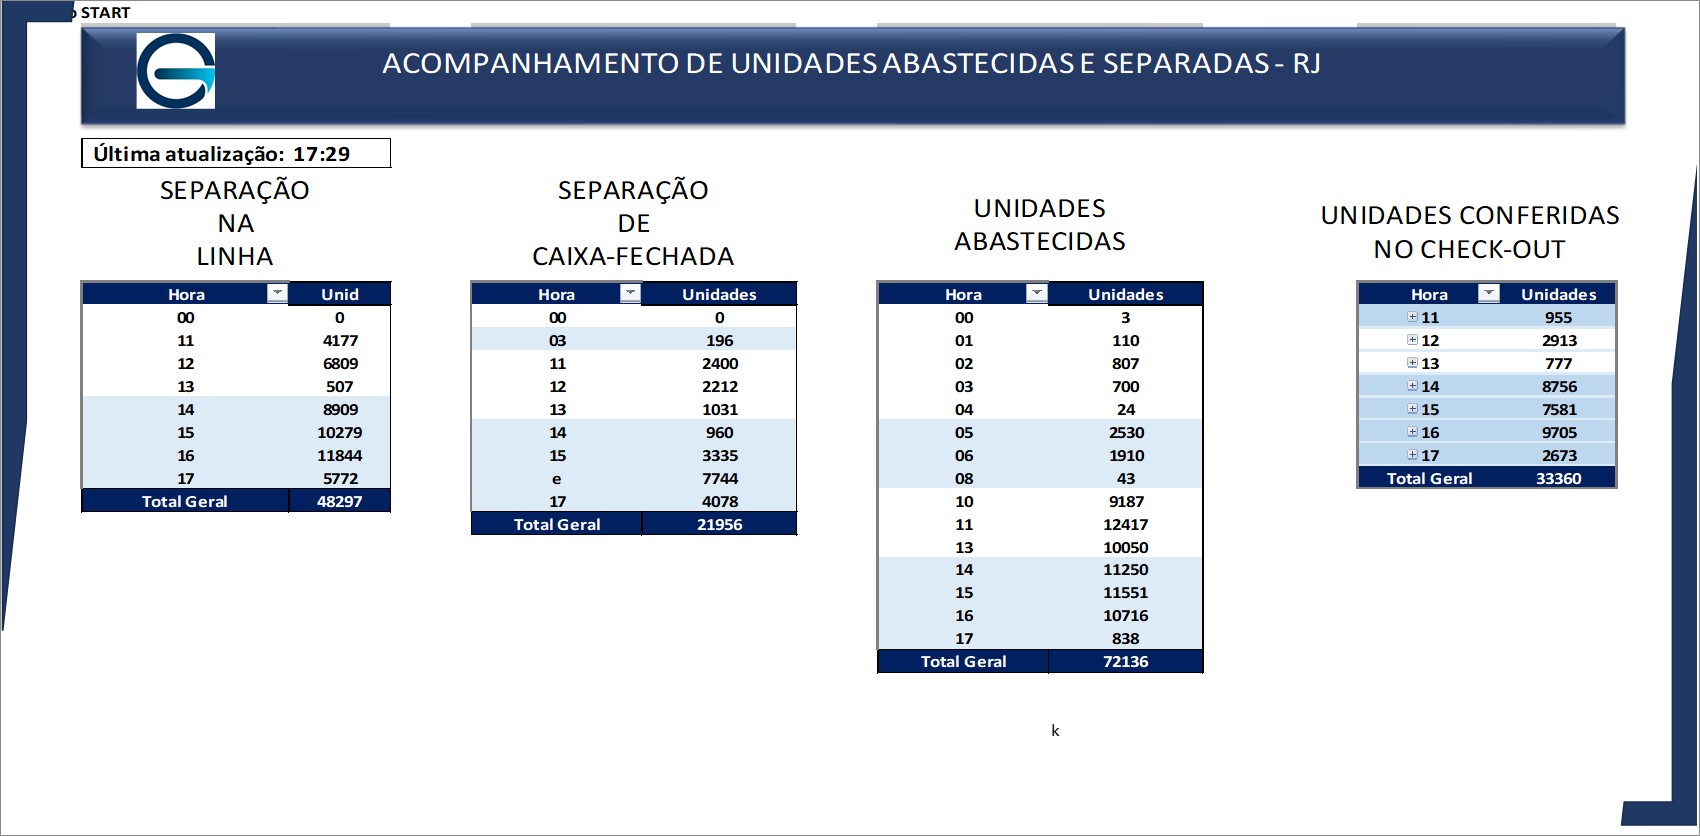 START
ACOMPANHAMENTO DE UNIDADES ABASTECIDAS E SEPARADAS - RJ
Última atualização: 17:29
SEPARAÇÃO
NA
LINHA
Hora Unid
00 0
11 4177
12 6809
13 507
14 8909
15 10279
16 11844
17 5772
Total Geral 48297
SEPARAÇÃO
DE
CAIXA-FECHADA
Hora Unidades
00 0
03 196
11 2400
12 2212
13 1031
14 960
15 3335
e 7744
17 4078
Total Geral 21956
UNIDADES
ABASTECIDAS
Hora Unidades
00 3
01 110
02 807
03 700
04 24
05 2530
06 1910
08 43
10 9187
11 12417
13 10050
14 11250
15 11551
16 10716
17 838
Total Geral 72136
k
UNIDADES CONFERIDAS
NO CHECK-OUT
Hora Unidades
11 955
12 2913
13 777
14 8756
15 7581
16 9705
17 2673
Total Geral 33360